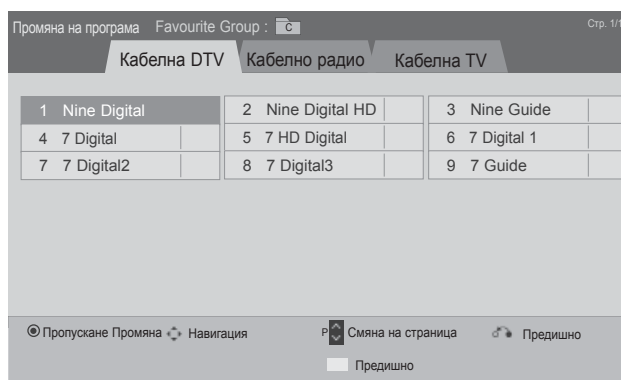 Промяна на програма Favourite Group : C Стр. 1/1
Кабелна DTV Кабелно радио Кабелна TV
1 Nine Digital 2 Nine Digital HD 3 Nine Guide
4 7 Digital 5 7 HD Digital 6 7 Digital 1
7 7 Digital2 8 7 Digital3 9 7 Guide
Пропускане Промяна Навигация P Смяна на страница Предишно
Предишно